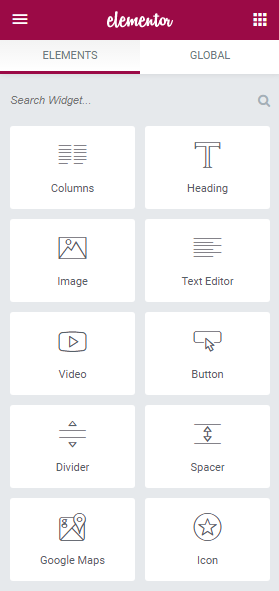 elementor
ELEMENTS GLOBAL
Search Widget...
Columns Heading
Image Text Editor
Video Button
Divider Spacer
Google Maps Icon